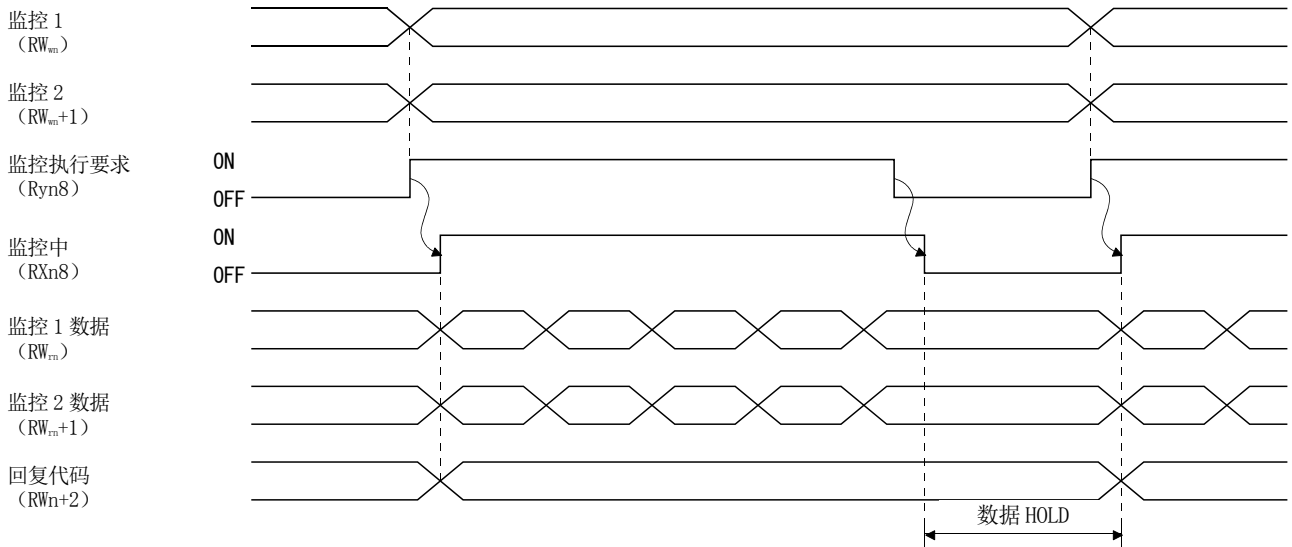 监控 1
（RWwn）
监控 2
（RWwn+1）
监控执行要求
（Ryn8）
ON
OFF
监控中
（RXn8）
ON
OFF
监控 1 数据
（RWrn）
监控 2 数据
（RWrn+1）
回复代码
（RWn+2）
数据 HOLD